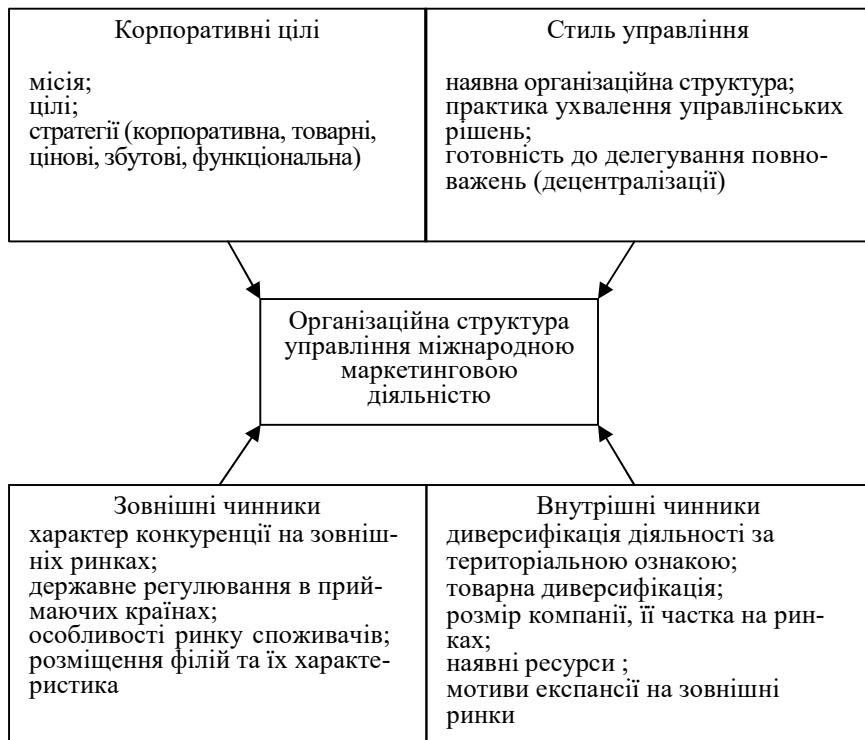 Корпоративні цілі
місія;
цілі;
стратегії (корпоративна, товарні,
цінові, збутові, функціональна)
Стиль управління
наявна організаційна структура;
практика ухвалення управлінських
рішень;
готовність до делегування повно-
важень (децентралізації)
Організаційна структура
управління міжнародною
маркетинговою
діяльністю
Зовнішні чинники
характер конкуренції на зовніш-
ніх ринках;
державне регулювання в прий-
маючих країнах;
особливості ринку споживачів;
розміщення філій та їх характе-
ристика
Внутрішні чинники
диверсифікація діяльності за
територіальною ознакою;
товарна диверсифікація;
розмір компанії, її частка на рин-
ках;
наявні ресурси ;
мотиви експансії на зовнішні
ринки